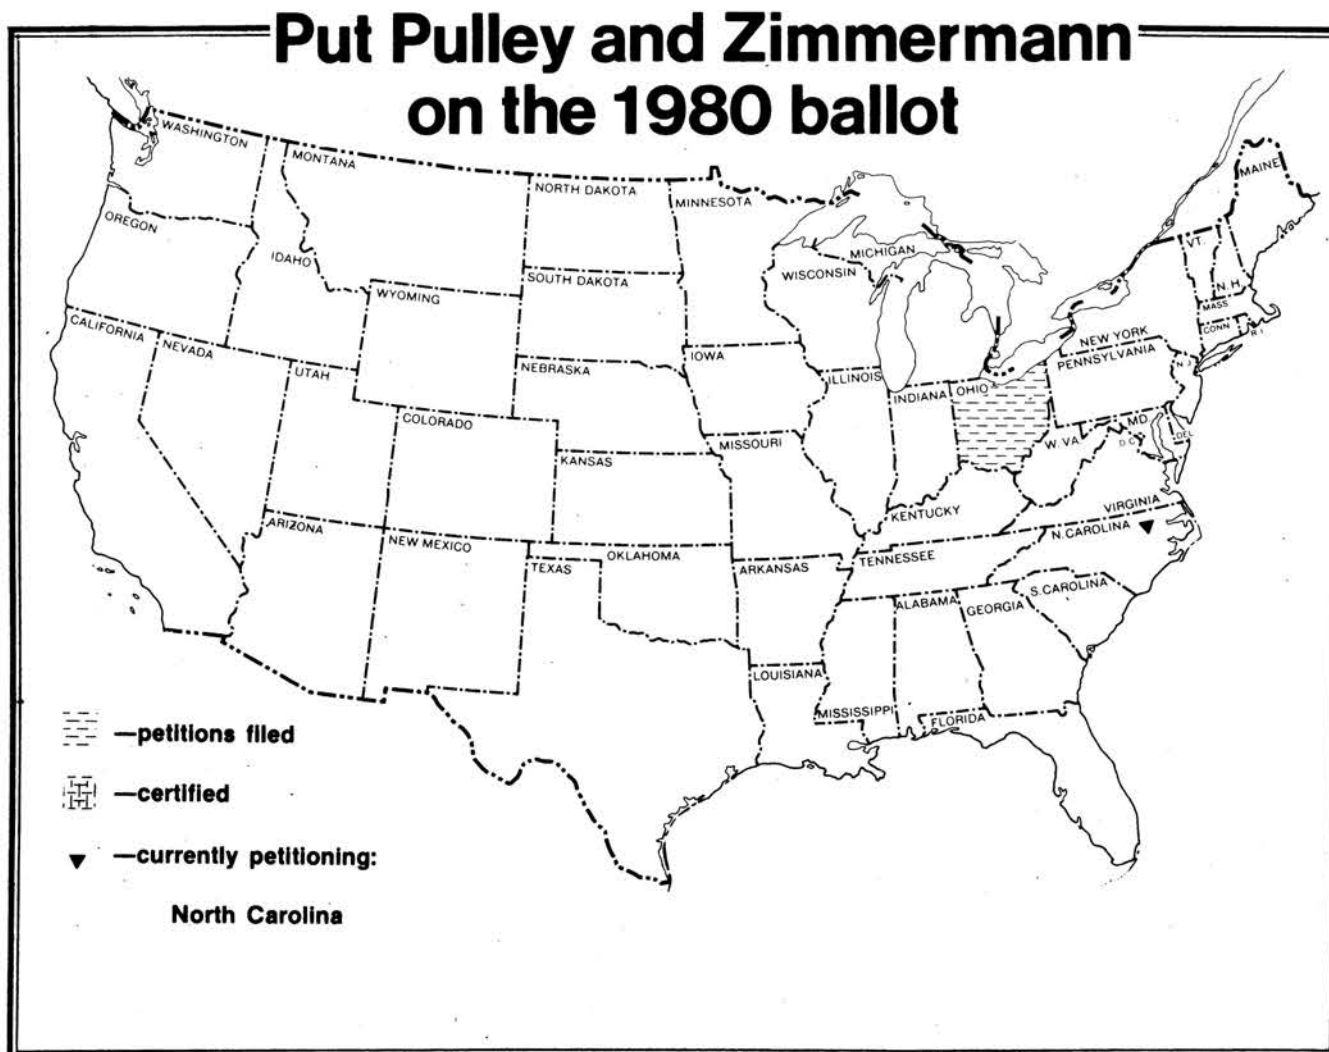 Put Pulley and Zimmermann
on the 1980 ballot
WASHINGTON
MONTANA
NORTH DAKOTA
MINNESOTA
MAINE
OREGON
IDAHO
MICHIGAN
VT.
WISCONSIN
SOUTH DAKOTA
N.H.
WYOMING
MASS
CALIFORNIA
NEVADA
CONN
R.I.
NEW YORK
IOWA
PENNSYLVANIA
UTAH
NEBRASKA
N.J.
ILLINOIS
INDIANA
OHIO
COLORADO
MD.
MISSOURI
W.VA.
D.C.
DEL
KANSAS
VIRGINIA
KENTUCKY
ARIZONA
N.CAROLINA
NEW MEXICO
OKLAHOMA
TENNESSEE
TEXAS
ARKANSAS
S.CAROLINA
ALABAMA
GEORGIA
LOUISIANA
MISSISSIPPI
FLORIDA
—petitions filed
—certified
—currently petitioning:
North Carolina